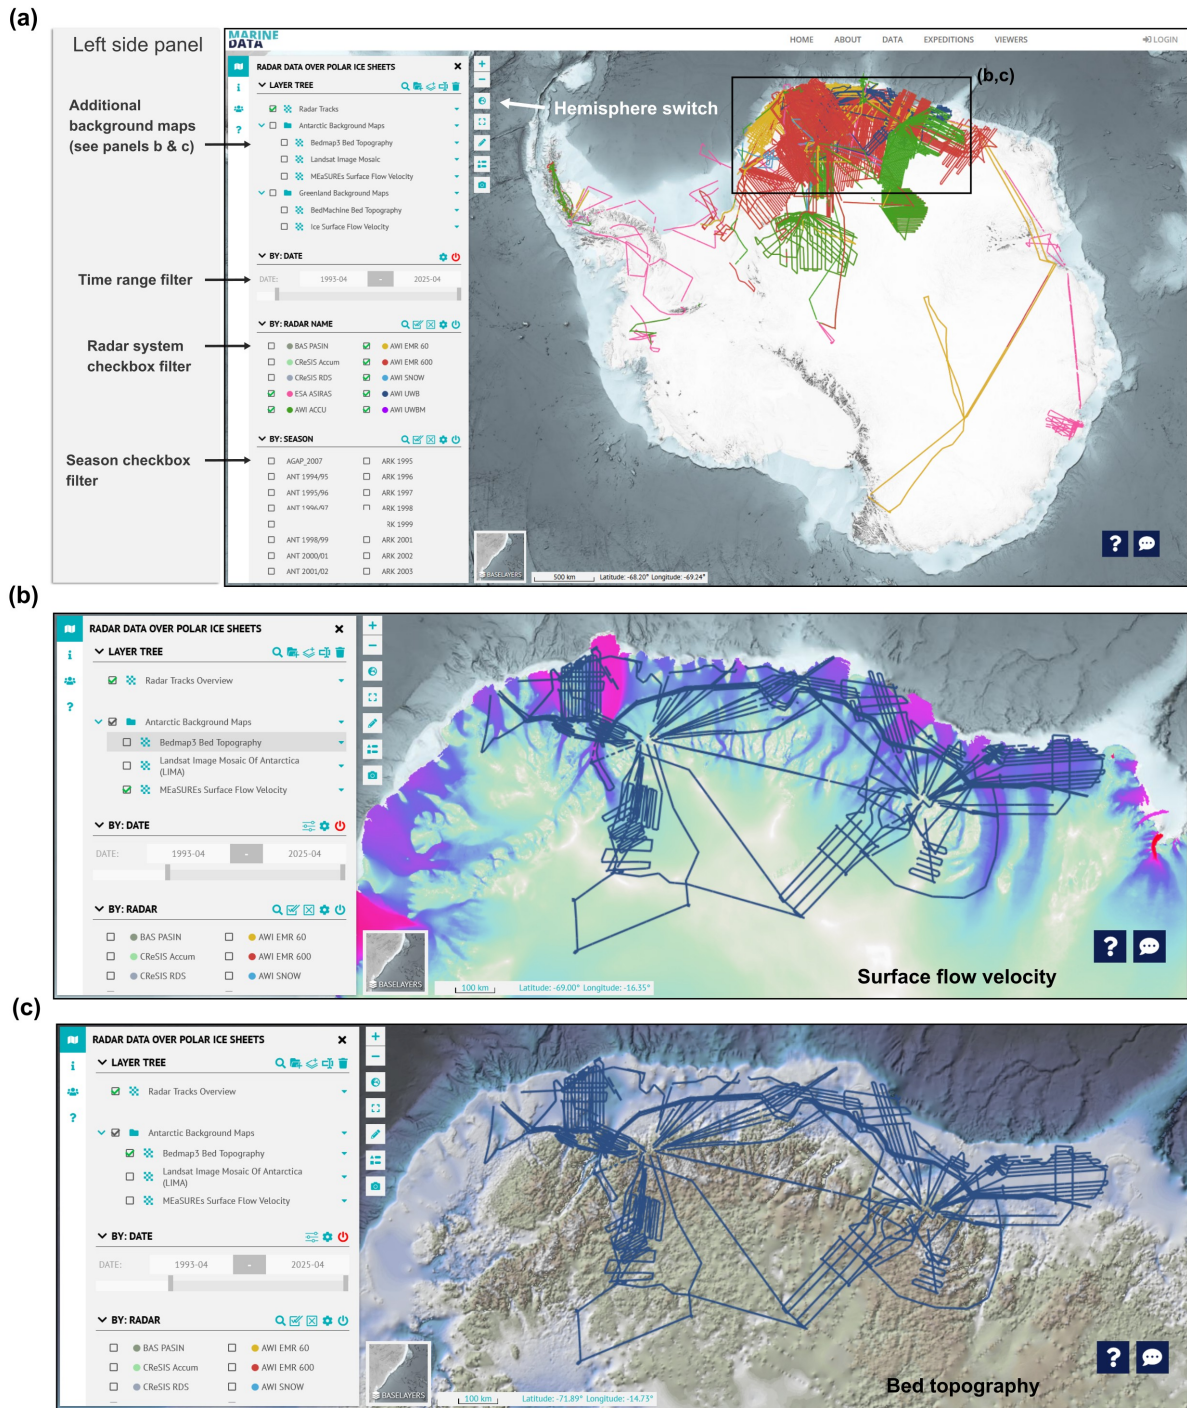 (a)
Left side panel
MARINE
DATA
HOME ABOUT DATA EXPEDITIONS VIEWERS LOGIN
RADAR DATA OVER POLAR ICE SHEETS
LAYER TREE
Radar Tracks
Antarctic Background Maps
Bedmap3 Bed Topography
Landsat Image Mosaic
MEaSUREs Surface Flow Velocity
Greenland Background Maps
BedMachine Bed Topography
Ice Surface Flow Velocity
BY: DATE
DATE: 1993-04 - 2025-04
BY: RADAR NAME
BAS PASIN AWI EMR 60
CReSIS Accum AWI EMR 600
CReSIS RDS AWI SNOW
ESA ASIRAS AWI UWB
AWI ACCU AWI UWBM
BY: SEASON
AGAP_2007 ARK 1995
ANT 1994/95 ARK 1996
ANT 1995/96 ARK 1997
ANT 1996/97 ARK 1998
RK 1999
ANT 1998/99 ARK 2001
ANT 2000/01 ARK 2002
ANT 2001/02 ARK 2003
Additional
background maps
(see panels b & c)
Time range filter
Radar system
checkbox filter
Season checkbox
filter
Hemisphere switch
(b,c)
BASELAYERS
500 km Latitude: -68.20° Longitude: -69.24°
?
(b)
RADAR DATA OVER POLAR ICE SHEETS
LAYER TREE
Radar Tracks Overview
Antarctic Background Maps
Bedmap3 Bed Topography
Landsat Image Mosaic Of Antarctica
(LIMA)
MEaSUREs Surface Flow Velocity
BY: DATE
DATE: 1993-04 - 2025-04
BY: RADAR
BAS PASIN AWI EMR 60
CReSIS Accum AWI EMR 600
CReSIS RDS AWI SNOW
BASELAYERS
100 km Latitude: -69.00° Longitude: -16.35°
?
Surface flow velocity
(c)
RADAR DATA OVER POLAR ICE SHEETS
LAYER TREE
Radar Tracks Overview
Antarctic Background Maps
Bedmap3 Bed Topography
Landsat Image Mosaic Of Antarctica
(LIMA)
MEaSUREs Surface Flow Velocity
BY: DATE
DATE: 1993-04 - 2025-04
BY: RADAR
BAS PASIN AWI EMR 60
CReSIS Accum AWI EMR 600
CReSIS RDS AWI SNOW
BASELAYERS
100 km Latitude: -71.89° Longitude: -14.73°
?
Bed topography